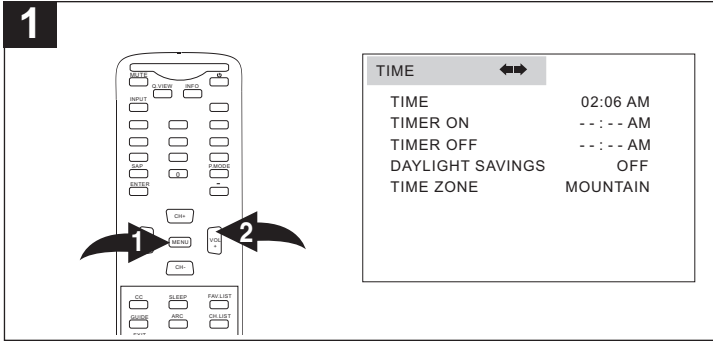 1
MUTE
Q.VIEW INFO
INPUT
SAP 0 P.MODE
ENTER -
CH+
1 MENU VOL + 2
CH-
CC SLEEP FAV.LIST
GUIDE ARC CH.LIST
EXIT
TIME
TIME 02:06 AM
TIMER ON - - : - - AM
TIMER OFF - - : - - AM
DAYLIGHT SAVINGS OFF
TIME ZONE MOUNTAIN